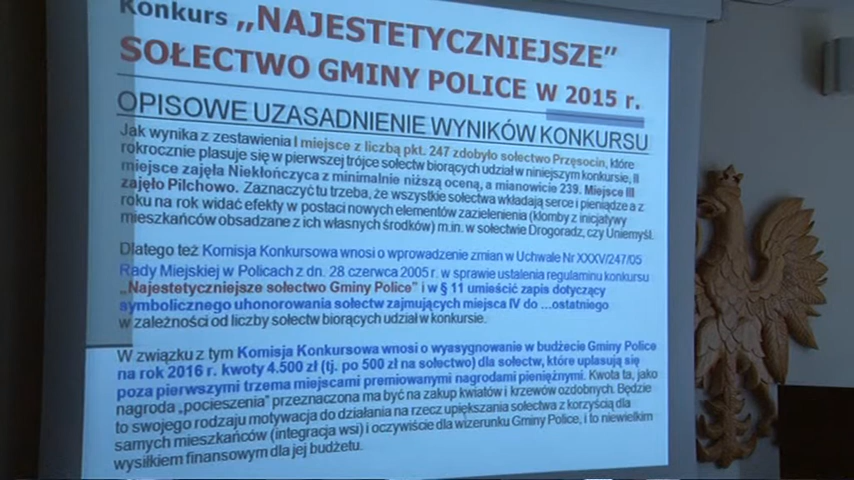 Konkurs „NAJESTETYCZNIEJSZE”
SOŁECTWO GMINY POLICE W 2015 r.
OPISOWE UZASADNIENIE WYNIKÓW KONKURSU
Jak wynika z zestawienia I miejsce z liczbą pkt. 247 zdobyło sołectwo Przęsocin, które
rokrocznie plasuje się w pierwszej trójce sołectw biorących udział w niniejszym konkursie, II
miejsce zajęła Niekłończyca z minimalnie niższą oceną, a mianowicie 239. Miejsce III
zajęło Pilchowo. Zaznaczyć tu trzeba, że wszystkie sołectwa wkładają serce i pieniądze a z
roku na rok widać efekty w postaci nowych elementów zazielenienia (klomby z inicjatywy
mieszkańców obsadzane z ich własnych środków) m.in. w sołectwie Drogoradz, czy Uniemyśl.
Dlatego też Komisja Konkursowa wnosi o wprowadzenie zmian w Uchwale Nr XXXV/247/05
Rady Miejskiej w Policach z dn. 28 czerwca 2005 r. w sprawie ustalenia regulaminu konkursu
„Najestetyczniejsze sołectwo Gminy Police” i w § 11 umieścić zapis dotyczący
symbolicznego uhonorowania sołectw zajmujących miejsca IV do ...ostatniego
w zależności od liczby sołectw biorących udział w konkursie.
W związku z tym Komisja Konkursowa wnosi o wyasygnowanie w budżecie Gminy Police
na rok 2016 r. kwoty 4.500 zł (tj. po 500 zł na sołectwo) dla sołectw, które uplasują się
poza pierwszymi trzema miejscami premiowanymi nagrodami pieniężnymi. Kwota ta, jako
nagroda „pocieszenia” przeznaczona ma być na zakup kwiatów i krzewów ozdobnych. Będzie
to swojego rodzaju motywacja do działania na rzecz upiększania sołectwa z korzyścią dla
samych mieszkańców (integracja wsi) i oczywiście dla wizerunku Gminy Police, i to niewielkim
wysiłkiem finansowym dla jej budżetu.